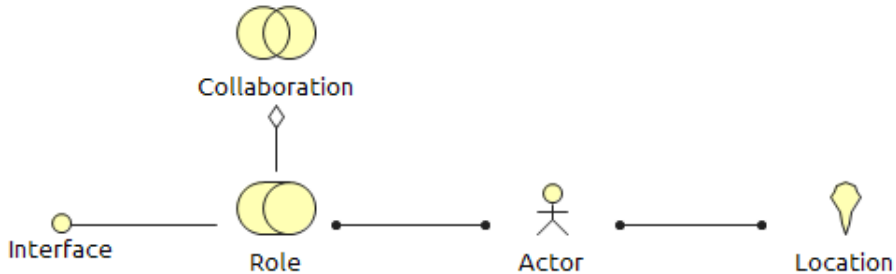 Collaboration
Interface
Role
Actor
Location